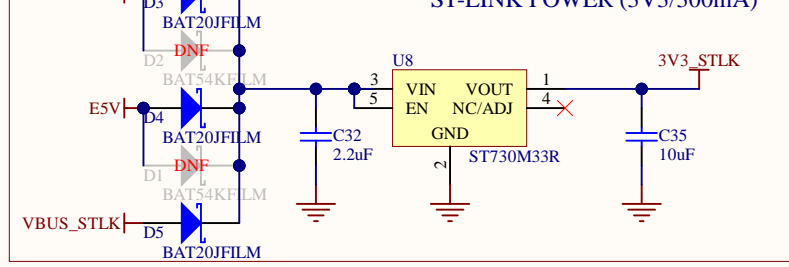 D3
ST-LINK POWER (3V3/300mA)
BAT20JFILM
D2
DNF
BAT54KFILM
U8
3V3_STLK
3
VIN
VOUT
1
5
EN
NC/ADJ
4
E5V
D4
BAT20JFILM
GND
C32
2.2uF
2
ST730M33R
C35
10uF
D1
DNF
BAT54KFILM
VBUS_STLK
D5
BAT20JFILM